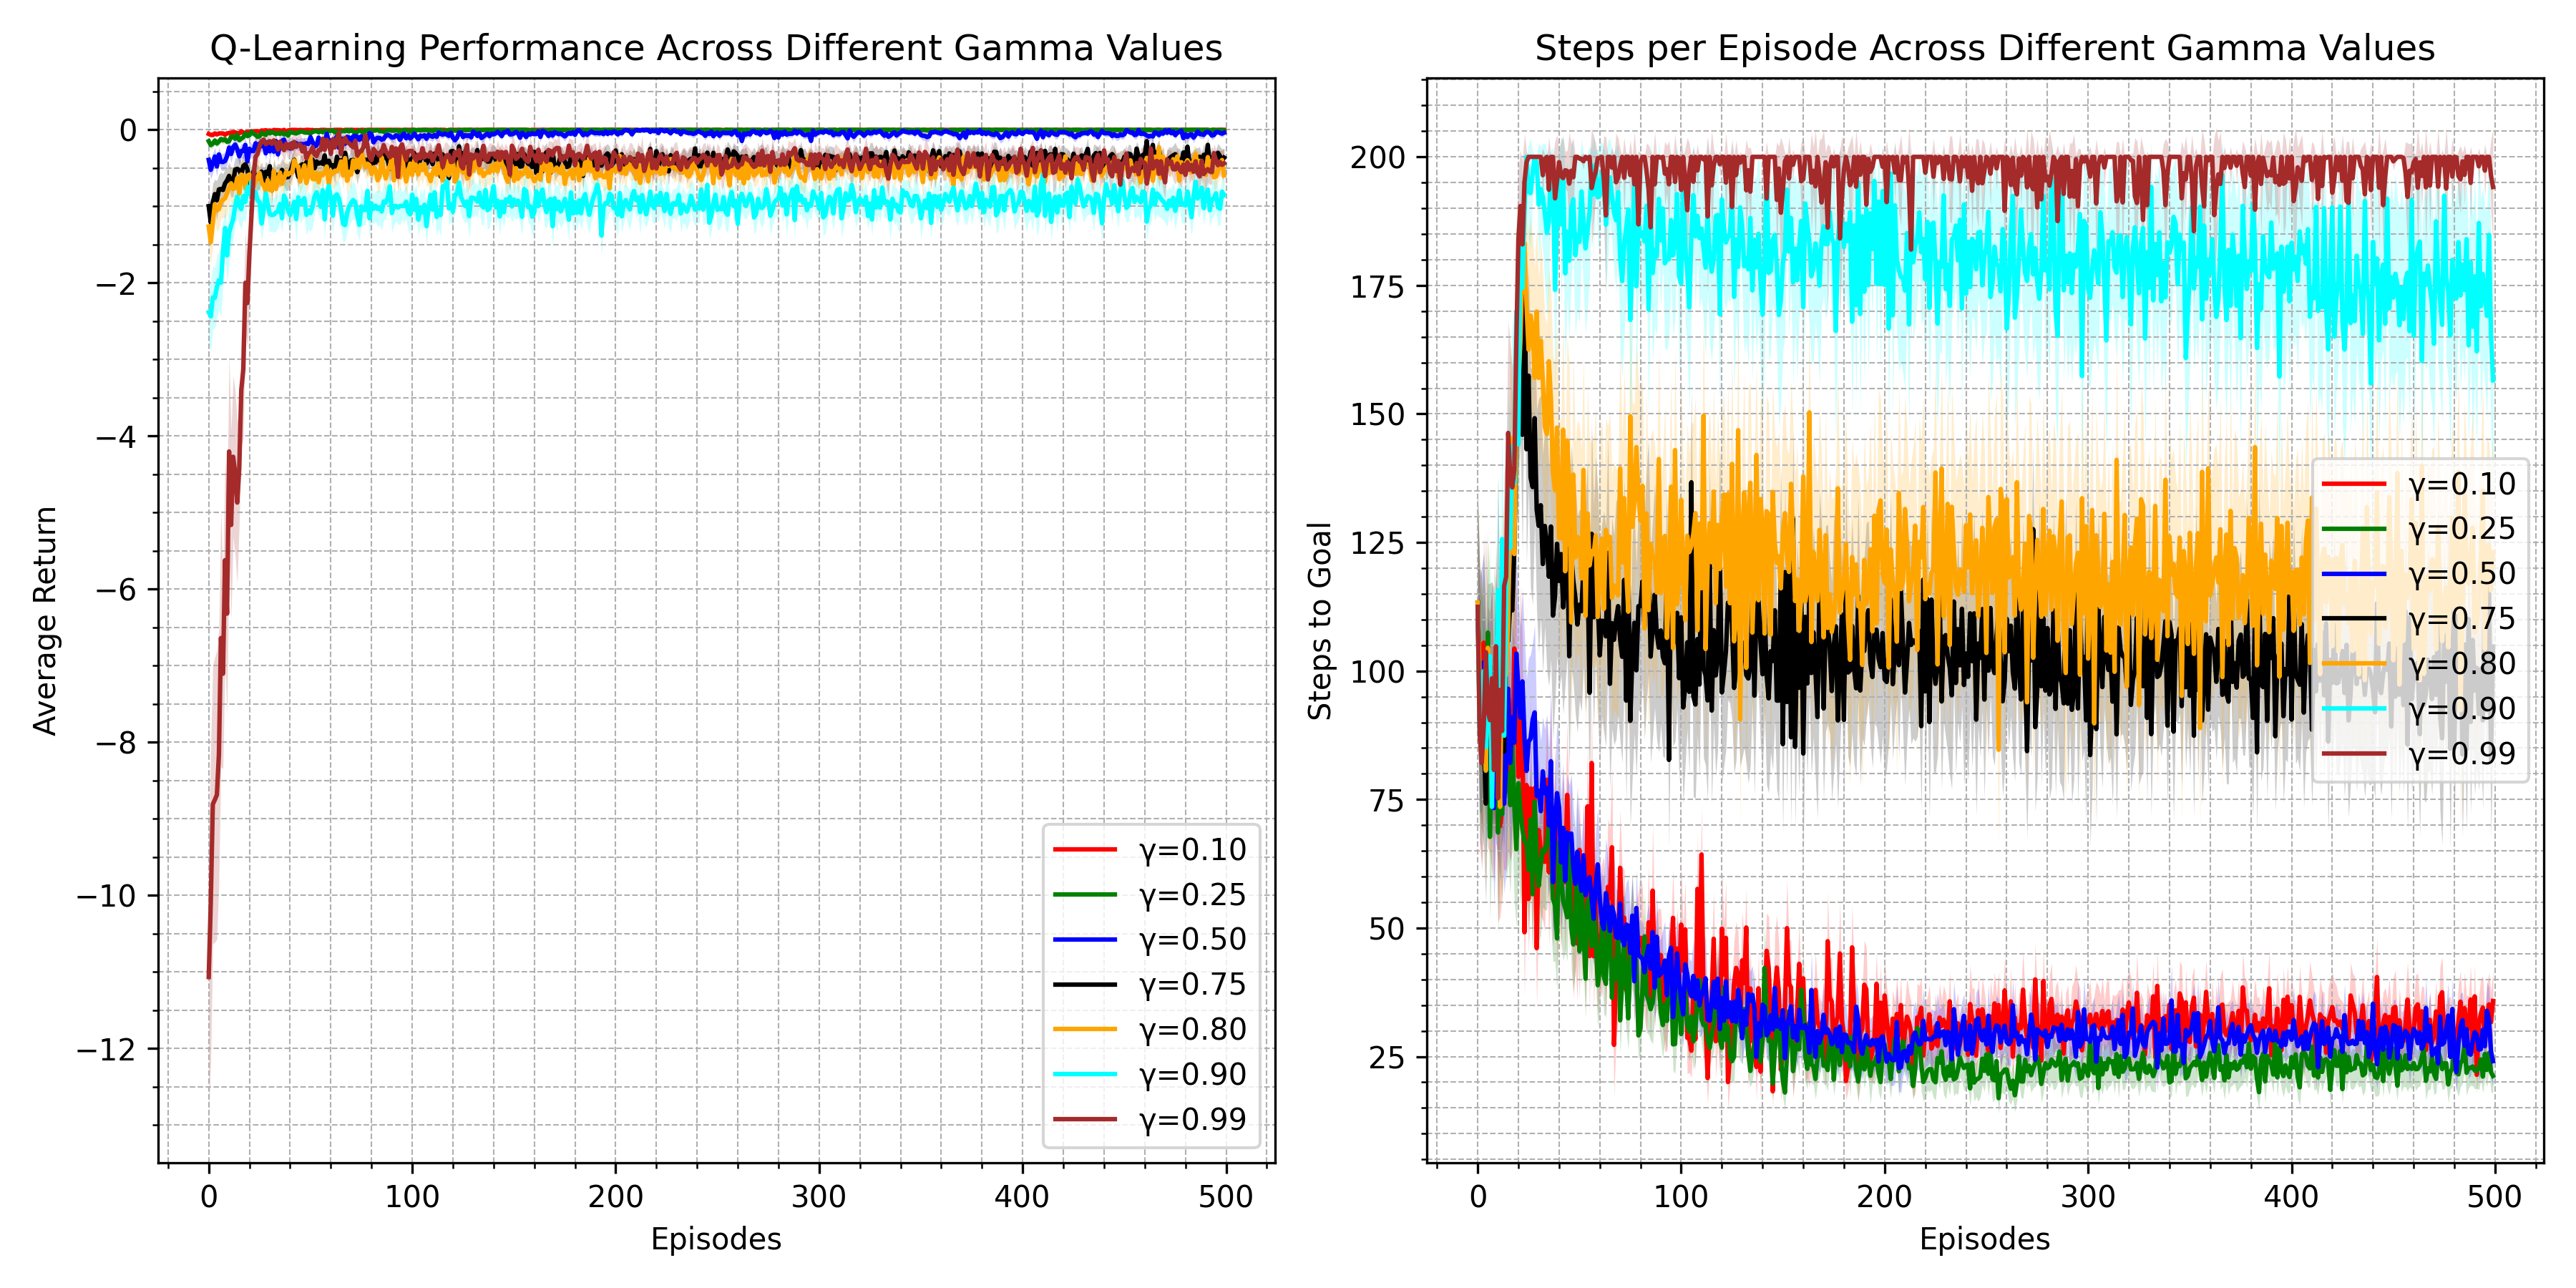 Q-Learning Performance Across Different Gamma Values
0
−2
−4
−6
−8
−10
−12
Average Return
0
100
200
300
400
500
Episodes
γ=0.10
γ=0.25
γ=0.50
γ=0.75
γ=0.80
γ=0.90
γ=0.99
Steps per Episode Across Different Gamma Values
200
175
150
125
100
75
50
25
Steps to Goal
0
100
200
300
400
500
Episodes
γ=0.10
γ=0.25
γ=0.50
γ=0.75
γ=0.80
γ=0.90
γ=0.99